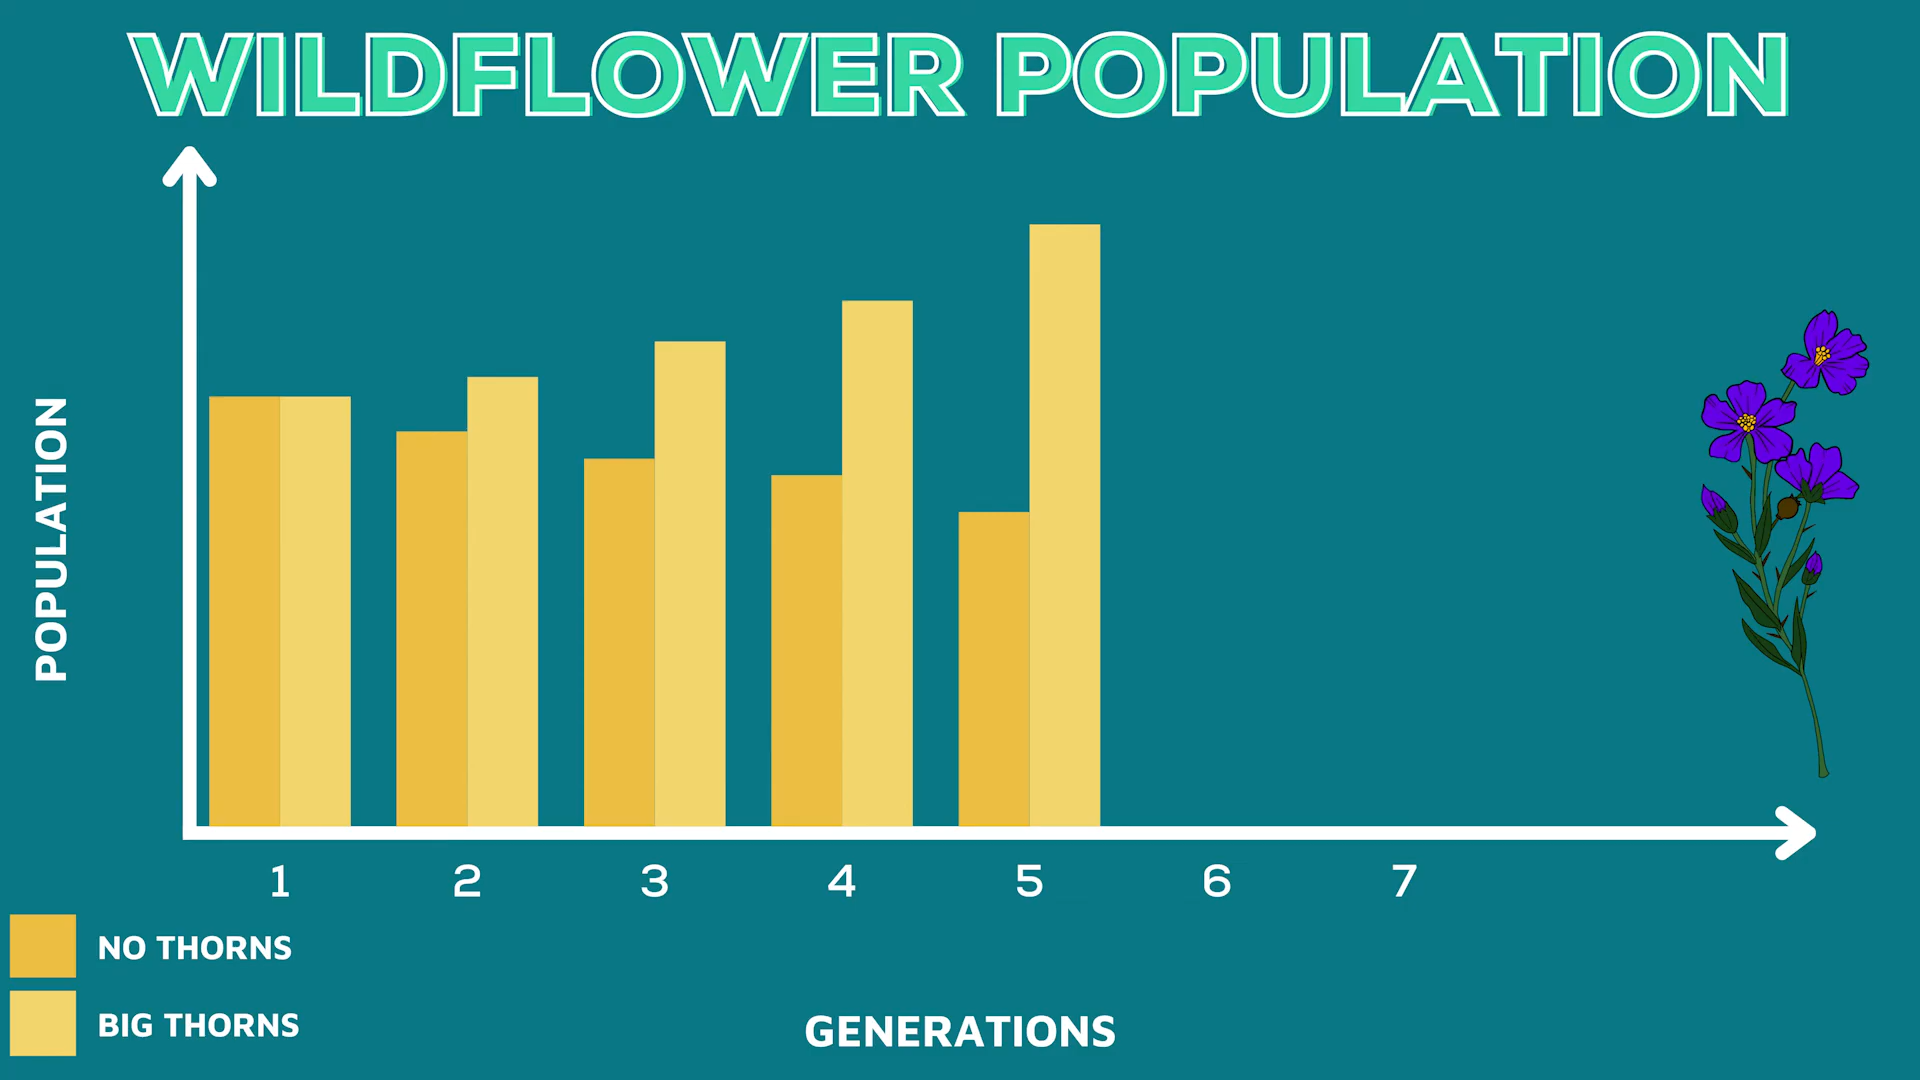 WILDFLOWER POPULATION
POPULATION
1 2 3 4 5 6 7
NO THORNS
BIG THORNS
GENERATIONS